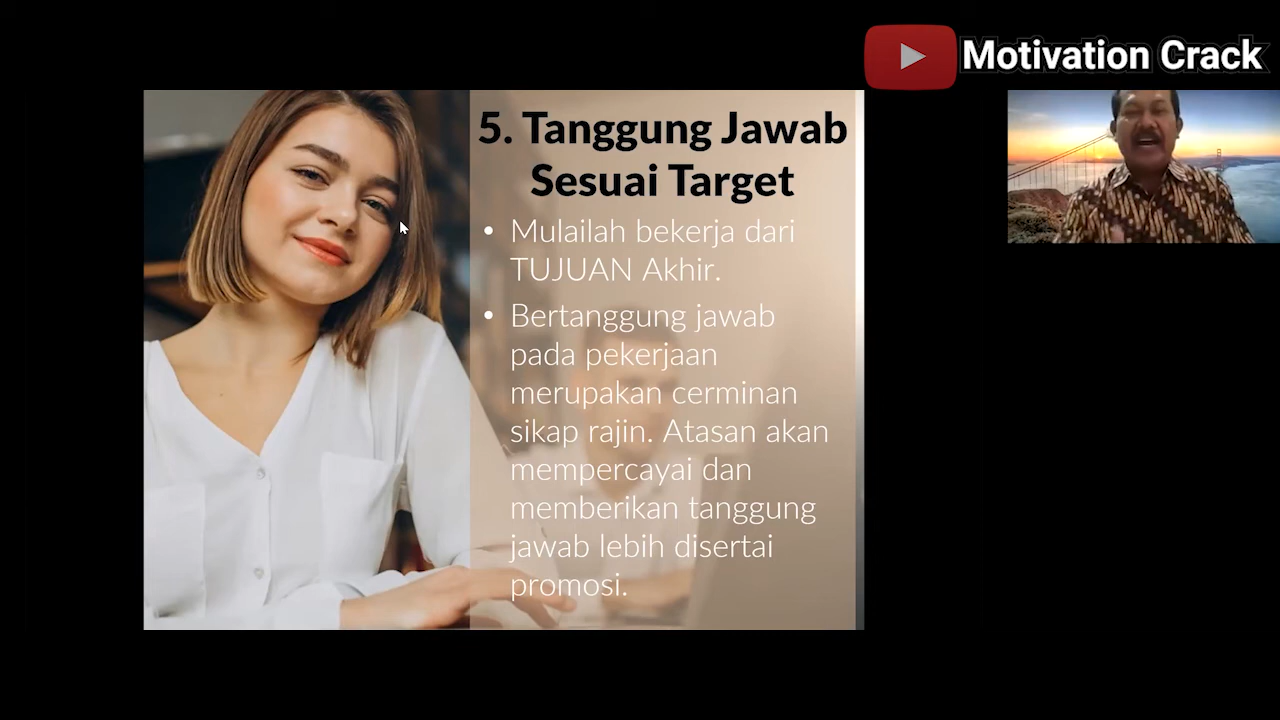 Motivation Crack
5. Tanggung Jawab
Sesuai Target
• Mulailah bekerja dari
TUJUAN Akhir.
• Bertanggung jawab
pada pekerjaan
merupakan cerminan
sikap rajin. Atasan akan
mempercayai dan
memberikan tanggung
jawab lebih disertai
promosi.